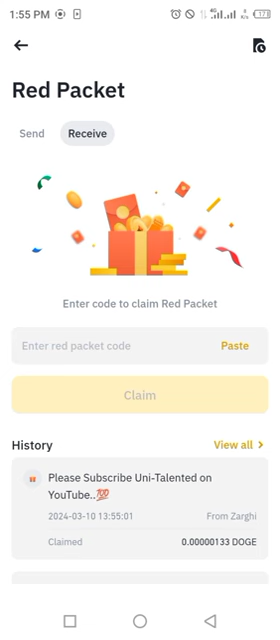 1:55 PM
Red Packet
Send
Receive
Enter code to claim Red Packet
Enter red packet code
Paste
Claim
History
View all
Please Subscribe Uni-Talented on
YouTube..💯
2024-03-10 13:55:01
From Zarghi
Claimed
0.00000133 DOGE